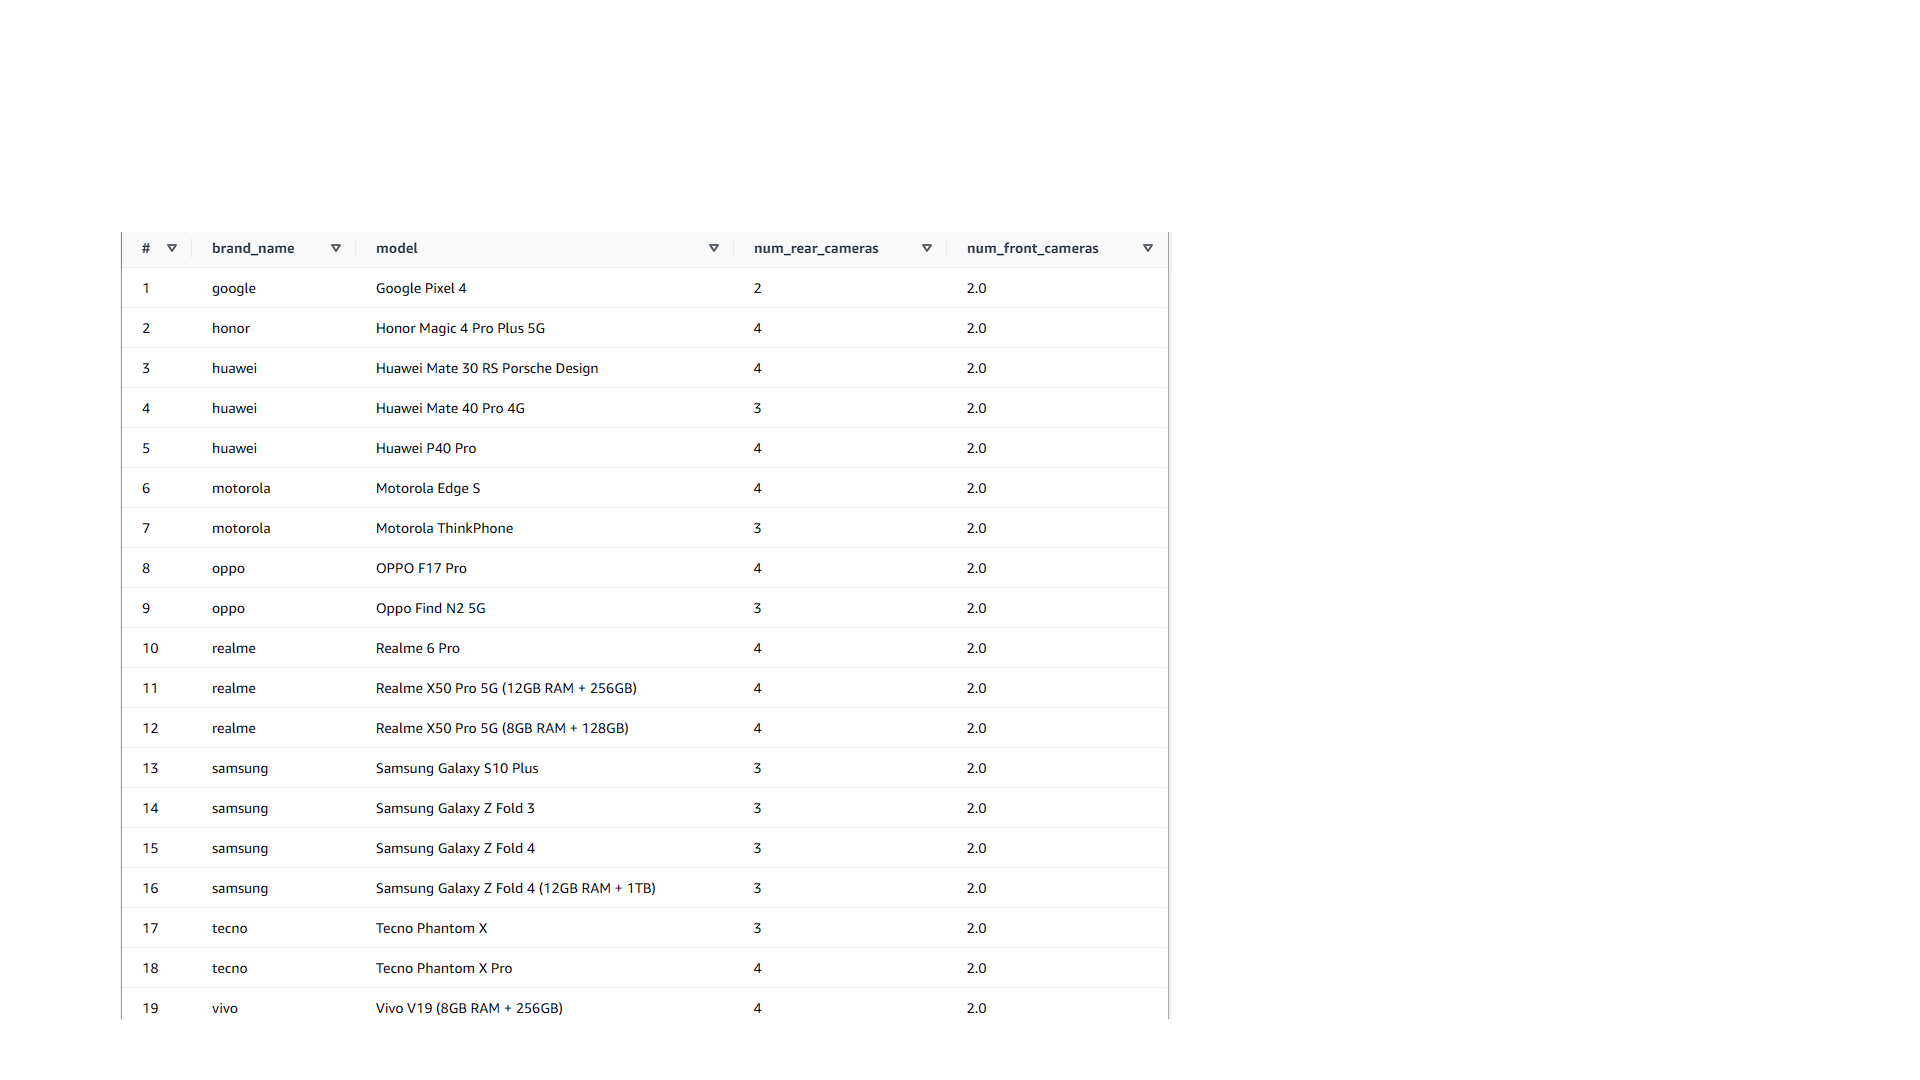 # brand_name model num_rear_cameras num_front_cameras
1 google Google Pixel 4 2 2.0
2 honor Honor Magic 4 Pro Plus 5G 4 2.0
3 huawei Huawei Mate 30 RS Porsche Design 4 2.0
4 huawei Huawei Mate 40 Pro 4G 3 2.0
5 huawei Huawei P40 Pro 4 2.0
6 motorola Motorola Edge S 4 2.0
7 motorola Motorola ThinkPhone 3 2.0
8 oppo OPPO F17 Pro 4 2.0
9 oppo Oppo Find N2 5G 3 2.0
10 realme Realme 6 Pro 4 2.0
11 realme Realme X50 Pro 5G (12GB RAM + 256GB) 4 2.0
12 realme Realme X50 Pro 5G (8GB RAM + 128GB) 4 2.0
13 samsung Samsung Galaxy S10 Plus 3 2.0
14 samsung Samsung Galaxy Z Fold 3 3 2.0
15 samsung Samsung Galaxy Z Fold 4 3 2.0
16 samsung Samsung Galaxy Z Fold 4 (12GB RAM + 1TB) 3 2.0
17 tecno Tecno Phantom X 3 2.0
18 tecno Tecno Phantom X Pro 4 2.0
19 vivo Vivo V19 (8GB RAM + 256GB) 4 2.0